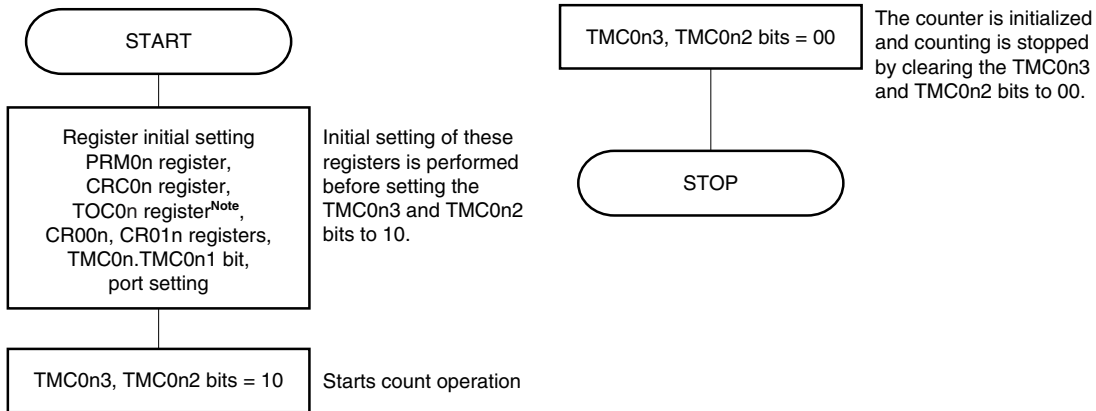 START
Register initial setting
PRM0n register,
CRC0n register,
TOC0n registerNote,
CR00n, CR01n registers,
TMC0n.TMC0n1 bit,
port setting
Initial setting of these
registers is performed
before setting the
TMC0n3 and TMC0n2
bits to 10.
TMC0n3, TMC0n2 bits = 10
Starts count operation
TMC0n3, TMC0n2 bits = 00
The counter is initialized
and counting is stopped
by clearing the TMC0n3
and TMC0n2 bits to 00.
STOP